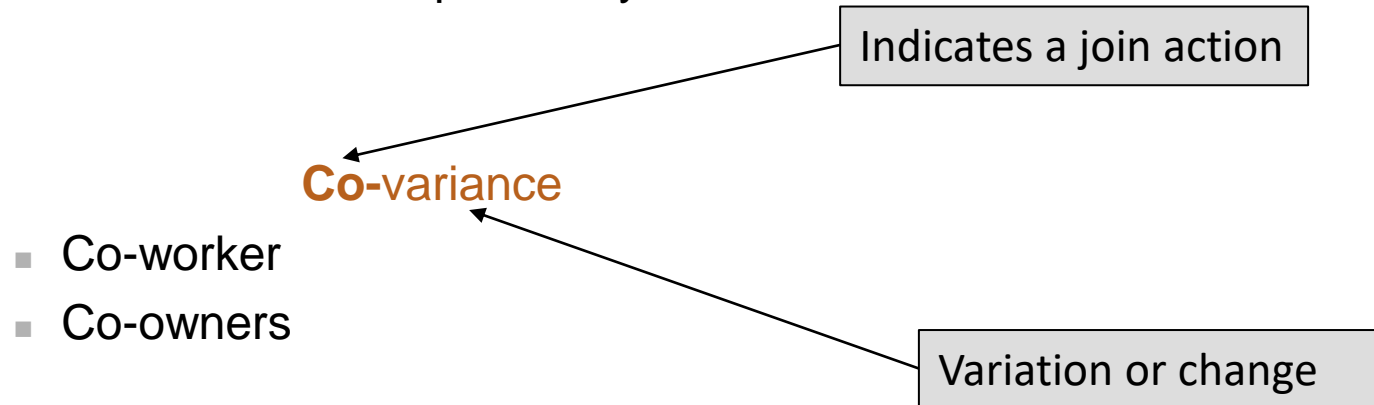 Indicates a join action
Co-variance
Co-worker
Co-owners
Variation or change